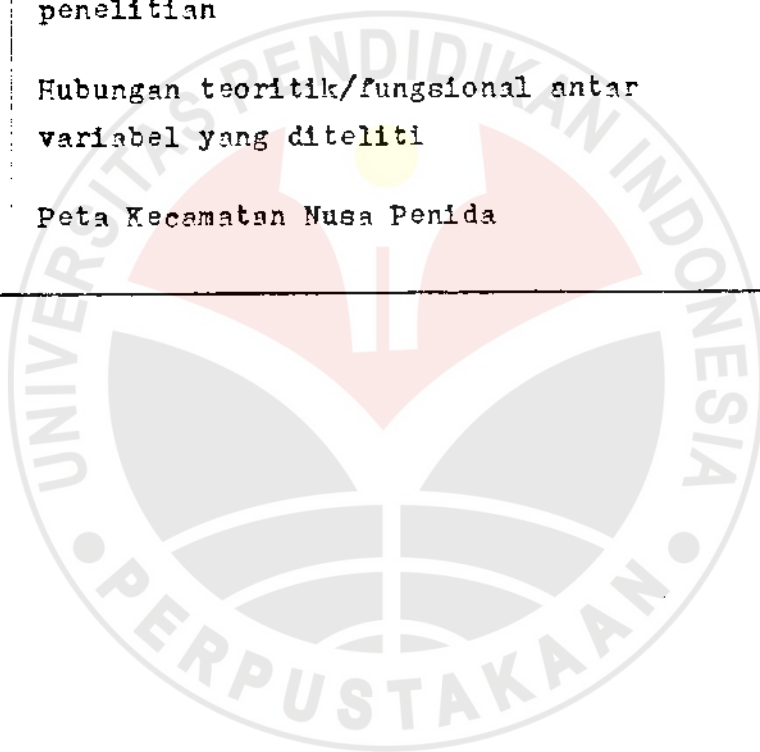 penelitian
Hubungan teoritik/fungsional antar
variabel yang diteliti
Peta Kecamatan Nusa Penida
UNIVERSITAS PENDIDIKAN INDONESIA
PERPUSTAKAAN